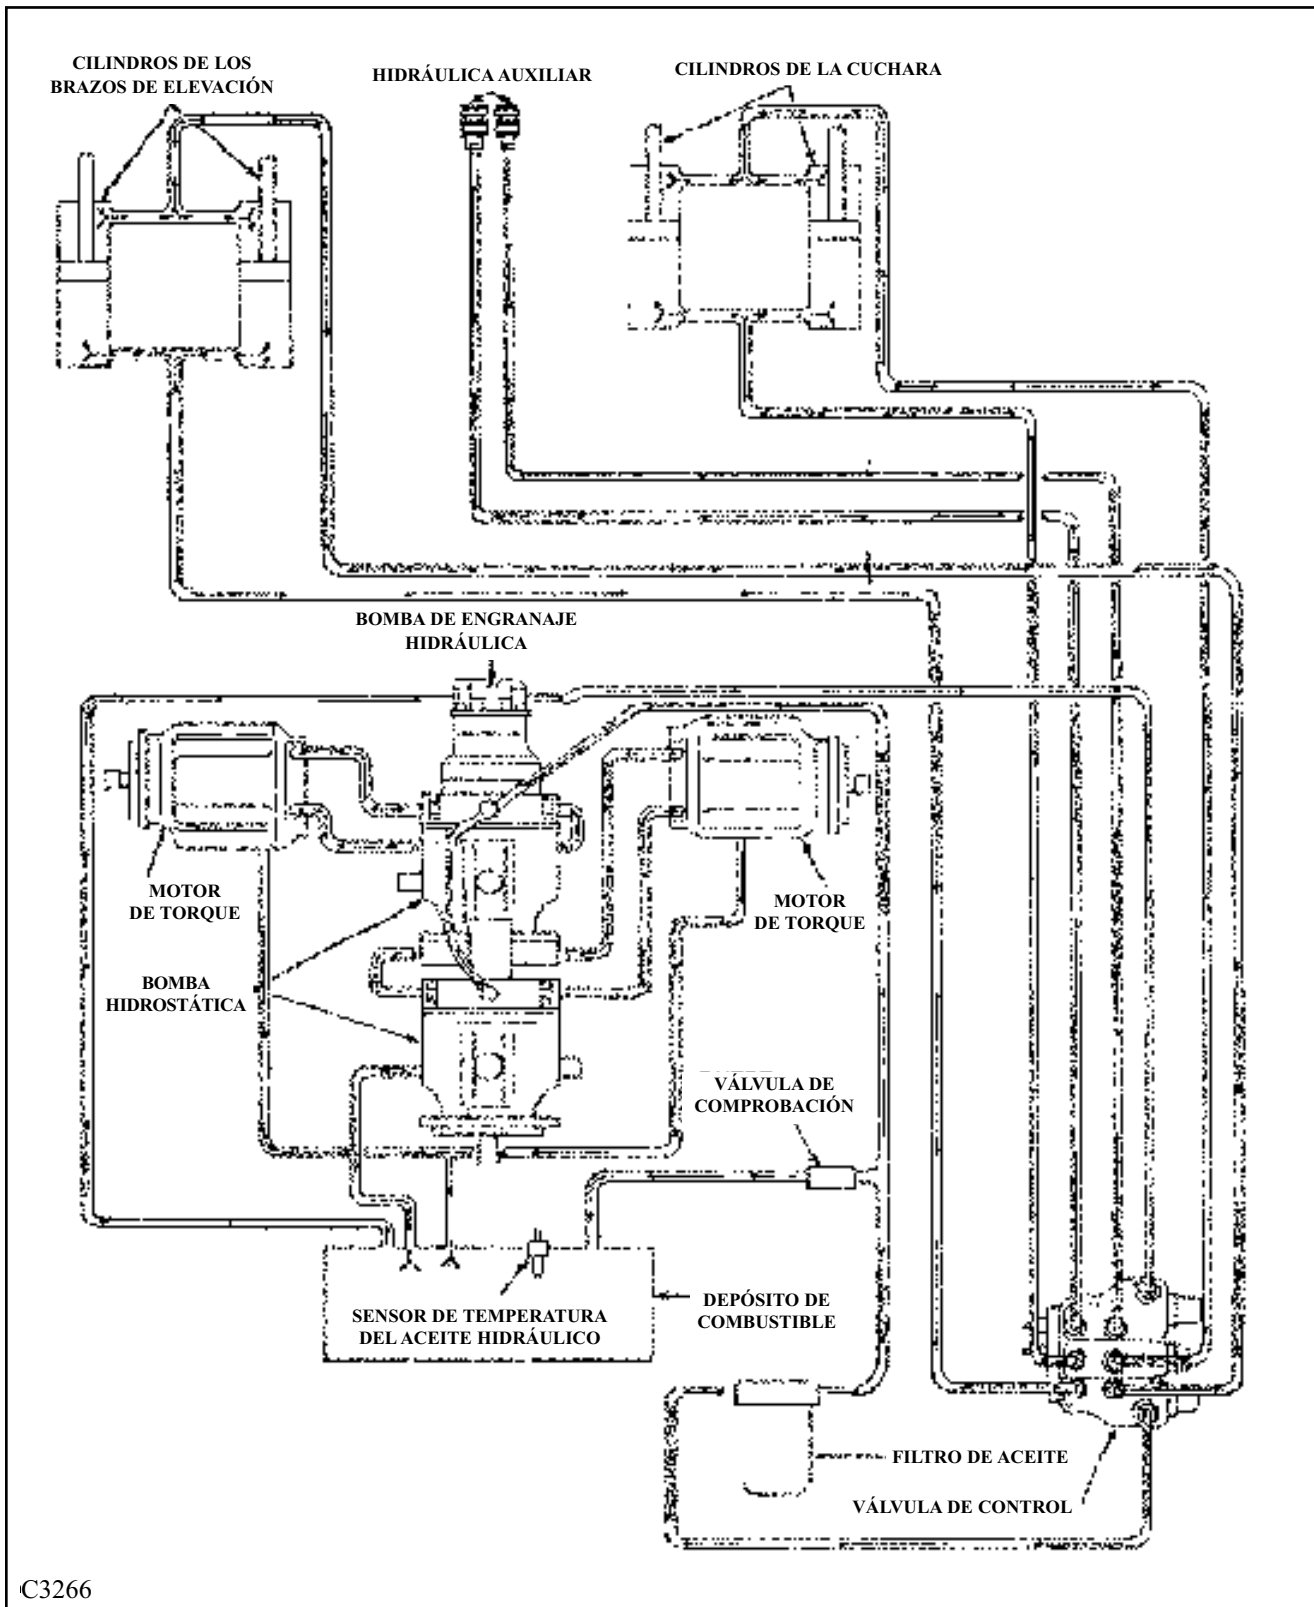 CILINDROS DE LOS
BRAZOS DE ELEVACIÓN
HIDRÁULICA AUXILIAR
CILINDROS DE LA CUCHARA
BOMBA DE ENGRANAJE
HIDRÁULICA
MOTOR
DE TORQUE
MOTOR
DE TORQUE
BOMBA
HIDROSTÁTICA
VÁLVULA DE
COMPROBACIÓN
SENSOR DE TEMPERATURA
DEL ACEITE HIDRÁULICO
DEPÓSITO DE
COMBUSTIBLE
FILTRO DE ACEITE
VÁLVULA DE CONTROL
C3266